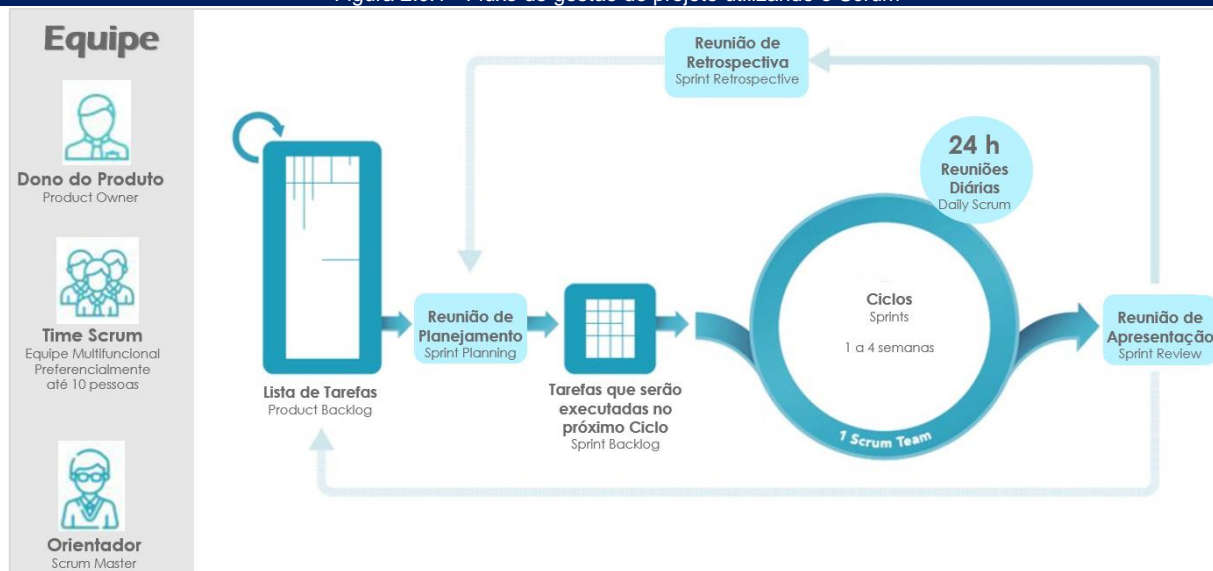 Equipe
Dono do Produto
Product Owner
Time Scrum
Equipe Multifuncional
Preferencialmente
até 10 pessoas
Orientador
Scrum Master
Lista de Tarefas
Product Backlog
Reunião de
Planejamento
Sprint Planning
Tarefas que serão
executadas no
próximo Ciclo
Sprint Backlog
Reunião de
Retrospectiva
Sprint Retrospective
24 h
Reuniões
Diárias
Daily Scrum
Ciclos
Sprints
1 a 4 semanas
1 Scrum Team
Reunião de
Apresentação
Sprint Review